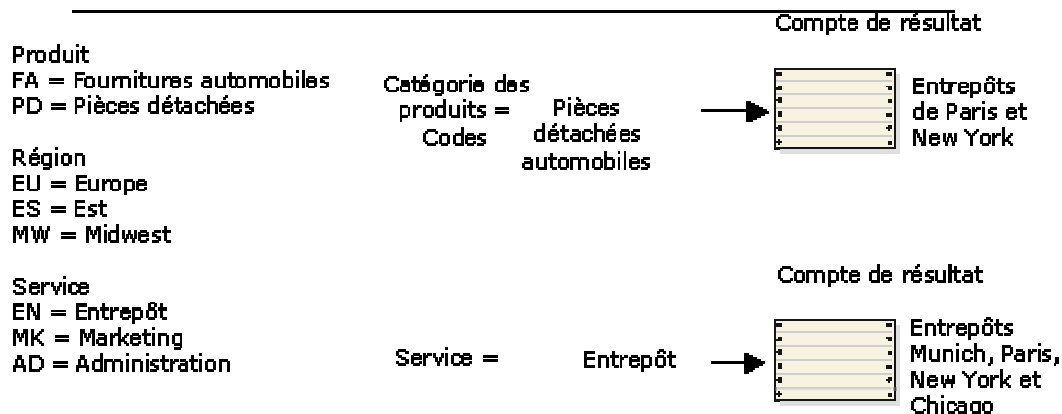 Produit
FA = Fournitures automobiles
PD = Pièces détachées
Région
EU = Europe
ES = Est
MW = Midwest
Service
EN = Entrepôt
MK = Marketing
AD = Administration
Catégorie des
produits =
Codes
Pièces
détachées
automobiles
Compte de résultat
Entrepôts
de Paris et
New York
Service =
Entrepôt
Compte de résultat
Entrepôts
Munich, Paris,
New York et
Chicago